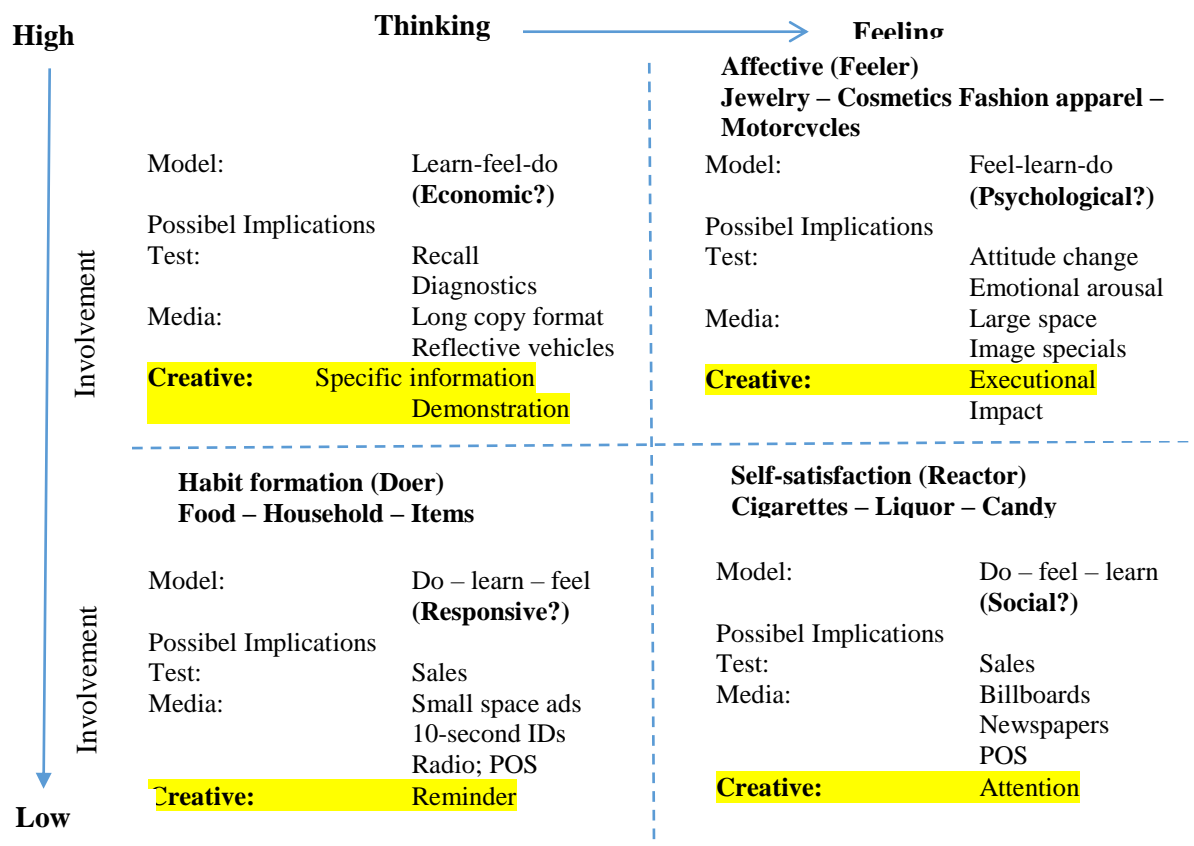 High
Thinking
Feeling
Affective (Feeler)
Jewelry – Cosmetics Fashion apparel –
Motorcycles
Involvement
Model: Learn-feel-do
(Economic?)
Possibel Implications
Test: Recall
Diagnostics
Media: Long copy format
Reflective vehicles
Creative: Specific information
Demonstration
Model: Feel-learn-do
(Psychological?)
Possibel Implications
Test: Attitude change
Emotional arousal
Media: Large space
Image specials
Creative: Executional
Impact
Habit formation (Doer)
Food – Household – Items
Involvement
Model: Do – learn – feel
(Responsive?)
Possibel Implications
Test: Sales
Media: Small space ads
10-second IDs
Radio; POS
Creative: Reminder
Self-satisfaction (Reactor)
Cigarettes – Liquor – Candy
Model: Do – feel – learn
(Social?)
Possibel Implications
Test: Sales
Media: Billboards
Newspapers
POS
Creative: Attention
Low